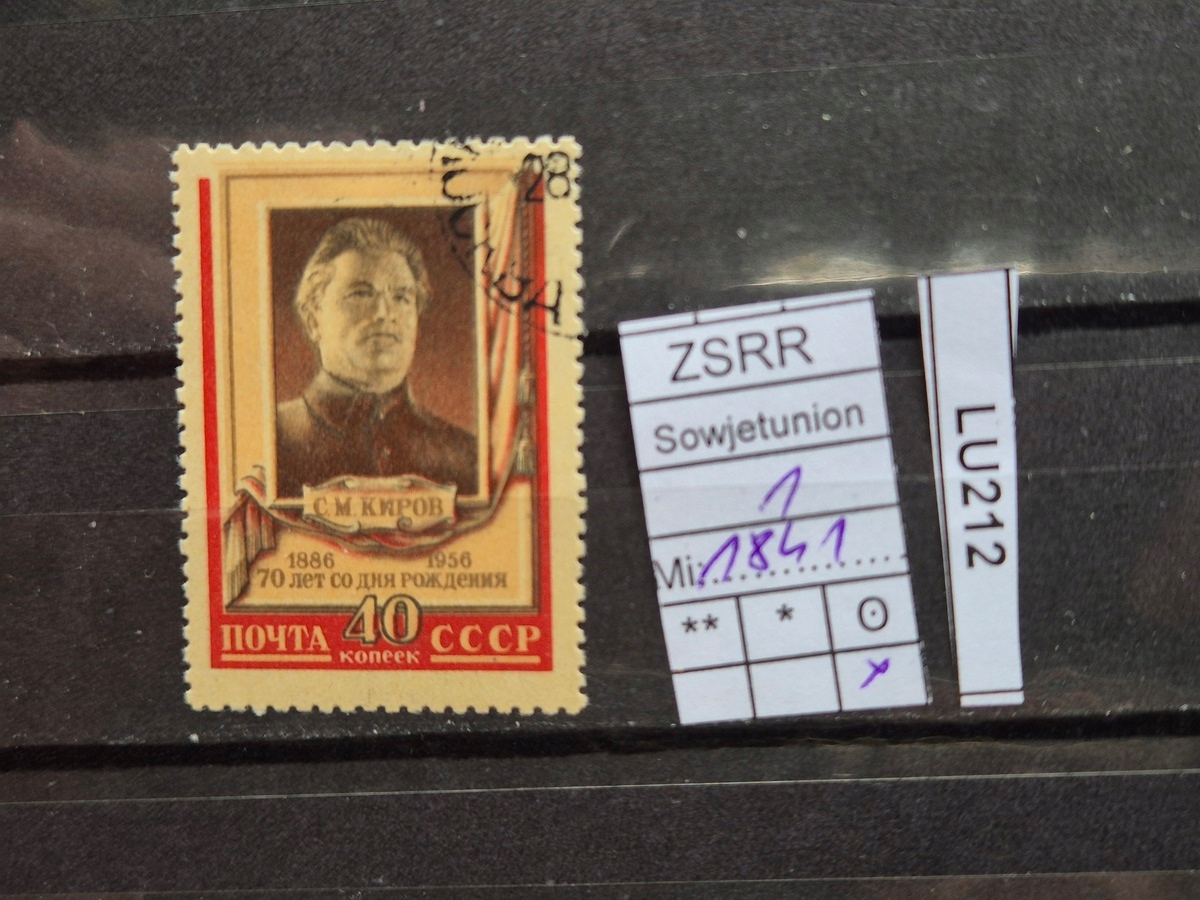 28
С. М. КИРОВ
1886 1956
70 ЛЕТ СО ДНЯ РОЖДЕНИЯ
40
ПОЧТА СССР
копеек
ZSRR
Sowjetunion
1
Mi: 1841
** * ʘ
x
LU212